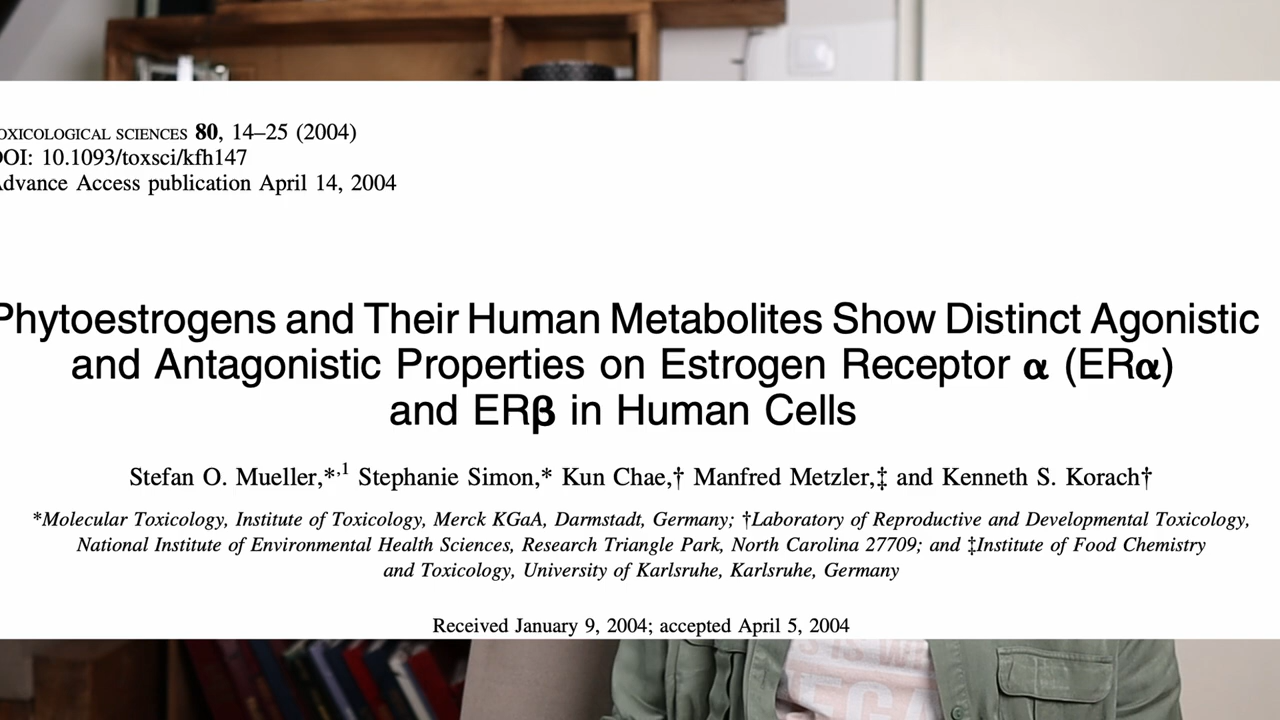 OXICOLOGICAL SCIENCES 80, 14–25 (2004)
DOI: 10.1093/toxsci/kfh147
Advance Access publication April 14, 2004
Phytoestrogens and Their Human Metabolites Show Distinct Agonistic
and Antagonistic Properties on Estrogen Receptor α (ERα)
and ERβ in Human Cells
Stefan O. Mueller,*,1 Stephanie Simon,* Kun Chae,† Manfred Metzler,‡ and Kenneth S. Korach†
*Molecular Toxicology, Institute of Toxicology, Merck KGaA, Darmstadt, Germany; †Laboratory of Reproductive and Developmental Toxicology,
National Institute of Environmental Health Sciences, Research Triangle Park, North Carolina 27709; and ‡Institute of Food Chemistry
and Toxicology, University of Karlsruhe, Karlsruhe, Germany
Received January 9, 2004; accepted April 5, 2004